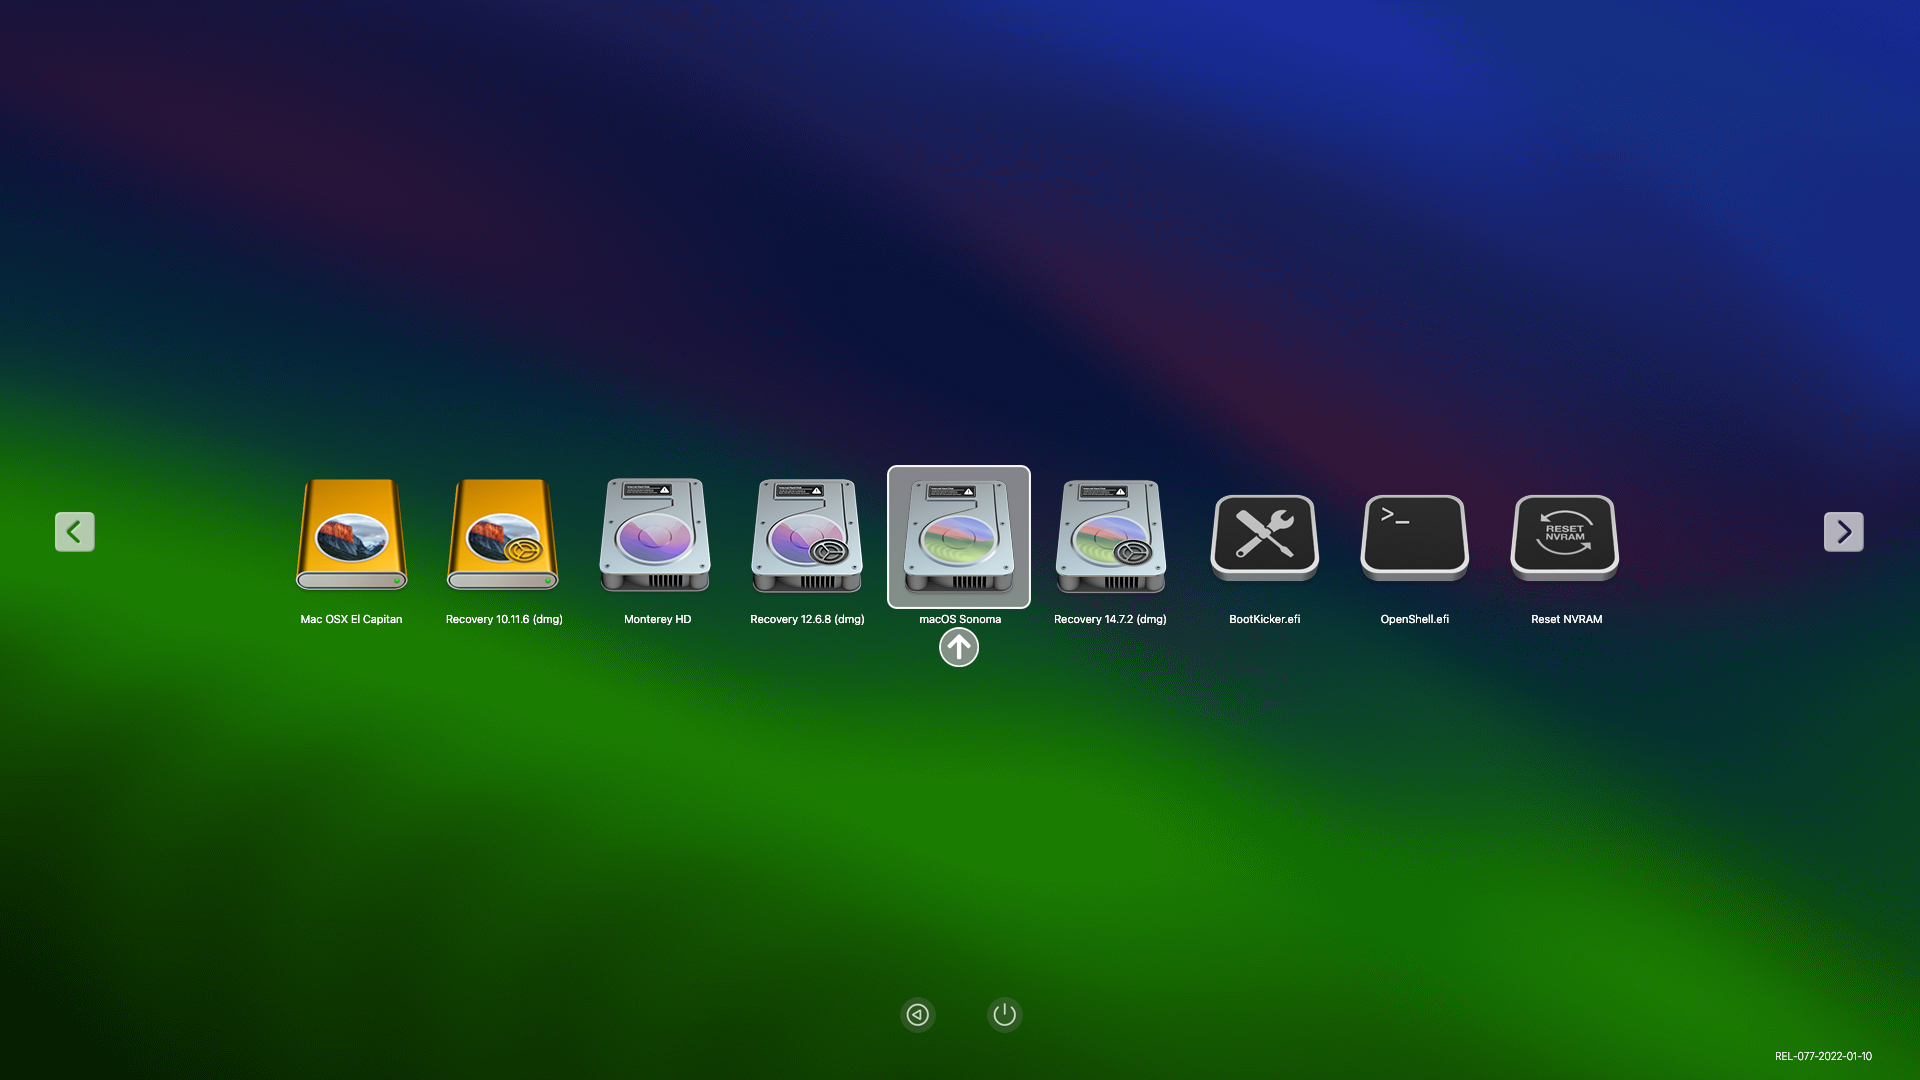 >_
RESET
NVRAM
Mac OSX El Capitan
Recovery 10.11.6 (dmg)
Monterey HD
Recovery 12.6.8 (dmg)
macOS Sonoma
Recovery 14.7.2 (dmg)
BootKicker.efi
OpenShell.efi
Reset NVRAM
REL-077-2022-01-10